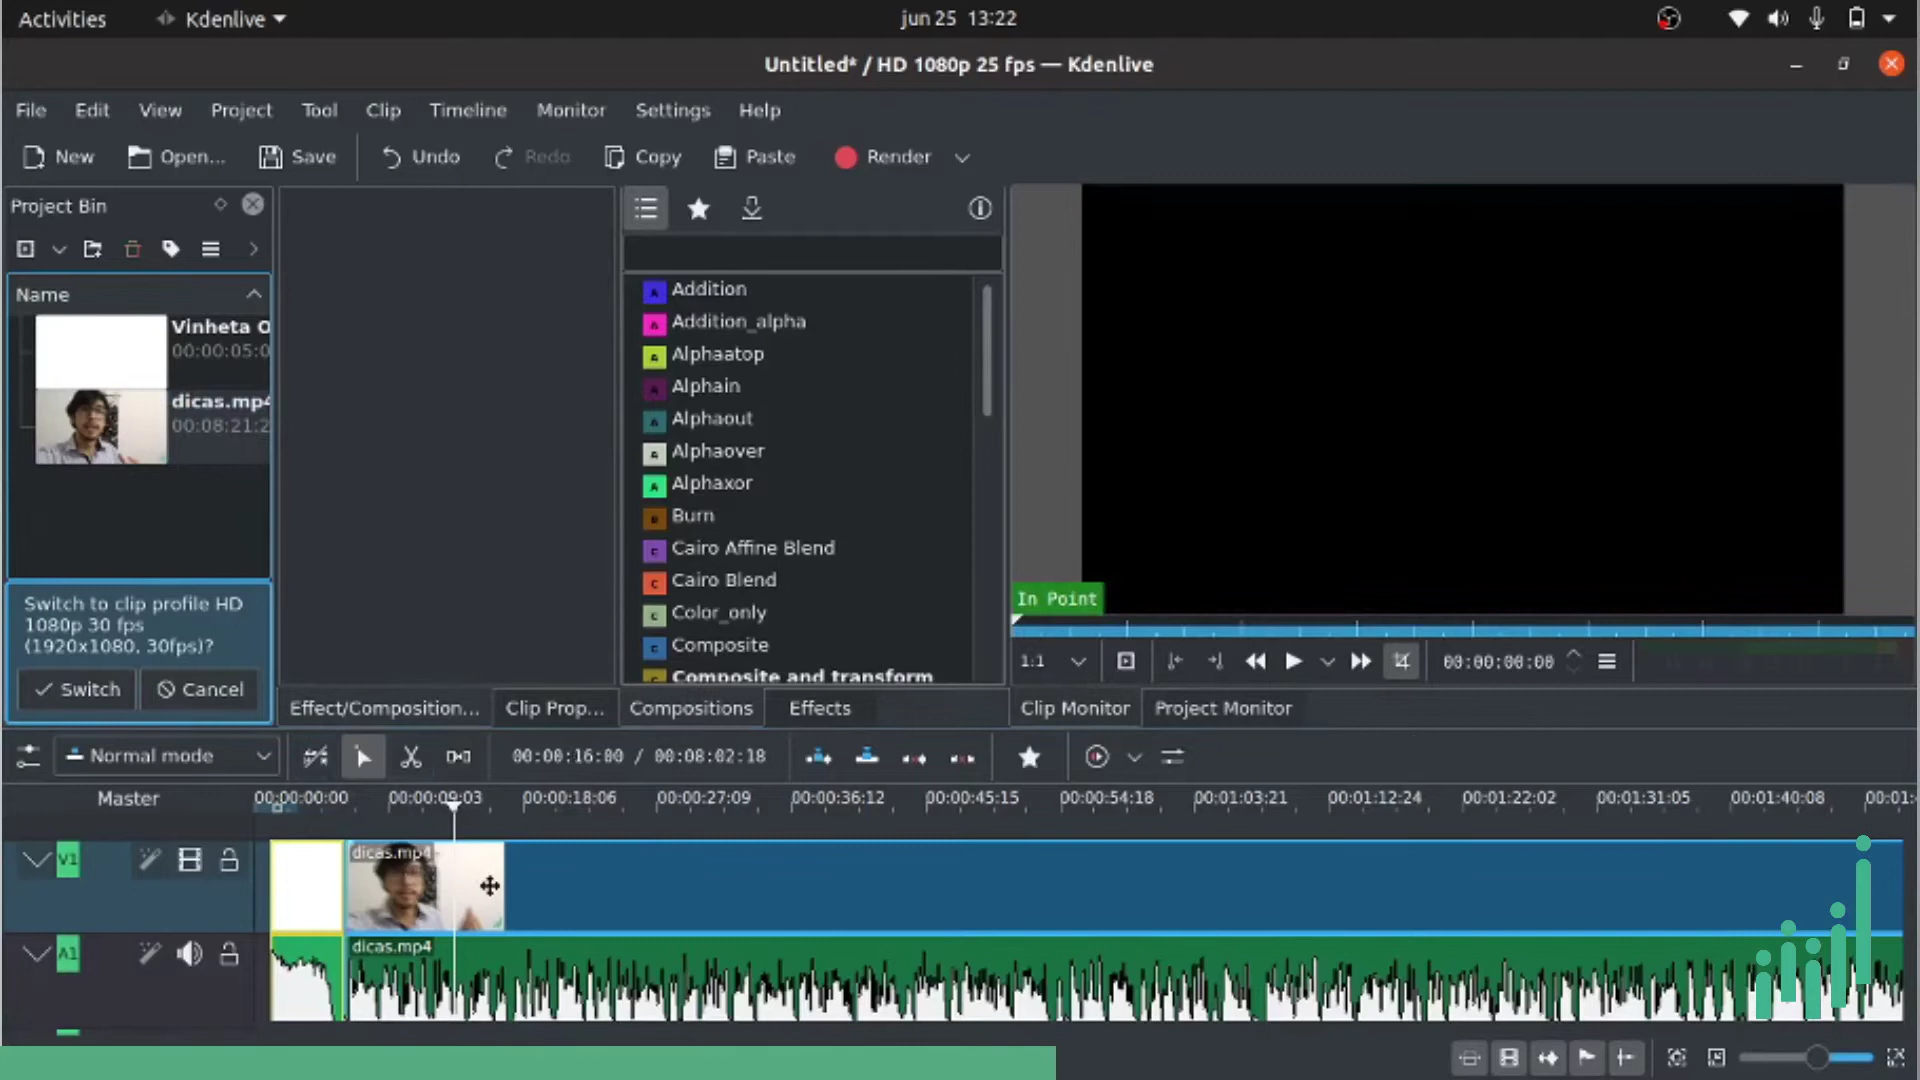 Activities
Kdenlive
jun 25 13:22
Untitled* / HD 1080p 25 fps — Kdenlive
File Edit View Project Tool Clip Timeline Monitor Settings Help
New Open... Save Undo Redo Copy Paste Render
Project Bin
Name
Vinheta O
00:00:05:0
dicas.mp4
00:08:21:2
Switch to clip profile HD
1080p 30 fps
(1920x1080, 30fps)?
Switch Cancel
Addition
Addition_alpha
Alphaatop
Alphain
Alphaout
Alphaover
Alphaxor
Burn
Cairo Affine Blend
Cairo Blend
Color_only
Composite
Composite and transform
In Point
1:1
00:00:00:00
Effect/Composition... Clip Prop... Compositions Effects Clip Monitor Project Monitor
Normal mode
00:00:16:00 / 00:08:02:18
Master
00:00:00:00 00:00:09:03 00:00:18:06 00:00:27:09 00:00:36:12 00:00:45:15 00:00:54:18 00:01:03:21 00:01:12:24 00:01:22:02 00:01:31:05 00:01:40:08 00:01:
V1
dicas.mp4
A1
dicas.mp4